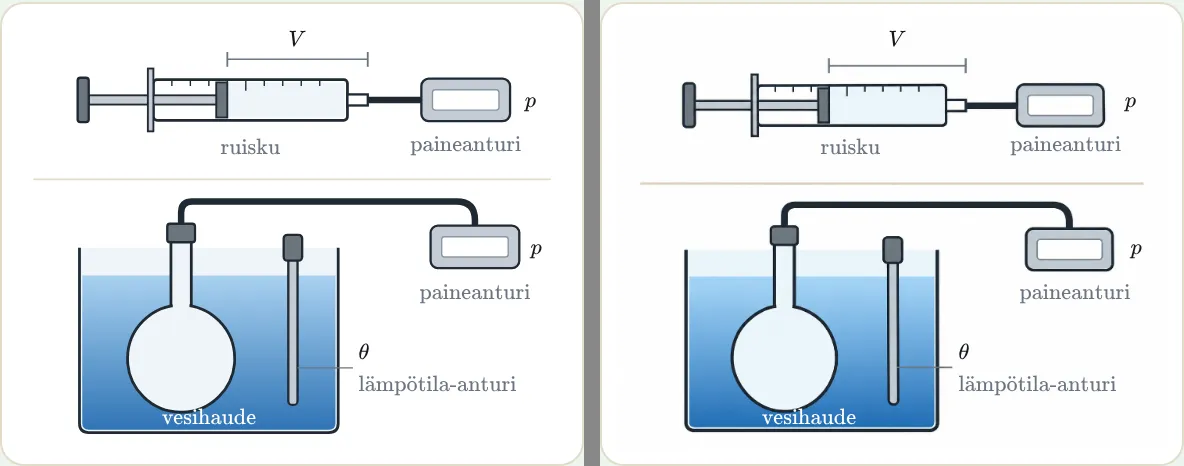 V
p
ruisku
paineanturi
p
paineanturi
θ
lämpötila-anturi
vesihaude
V
p
ruisku
paineanturi
p
paineanturi
θ
lämpötila-anturi
vesihaude